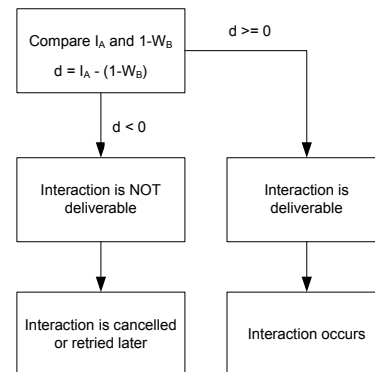 Compare I_A and 1-W_B
d = I_A - (1-W_B)
d >= 0
d < 0
Interaction is NOT
deliverable
Interaction is
deliverable
Interaction is cancelled
or retried later
Interaction occurs